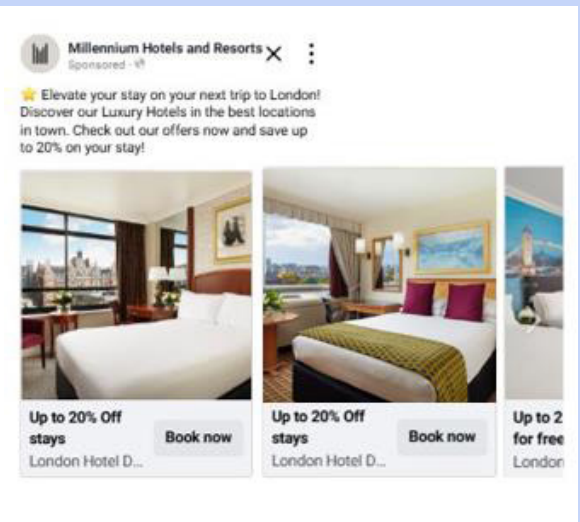 Millennium Hotels and Resorts
Sponsored ·
⭐ Elevate your stay on your next trip to London!
Discover our Luxury Hotels in the best locations
in town. Check out our offers now and save up
to 20% on your stay!
Up to 20% Off
stays
Book now
London Hotel D...
Up to 20% Off
stays
Book now
London Hotel D...
Up to 2
for free
London